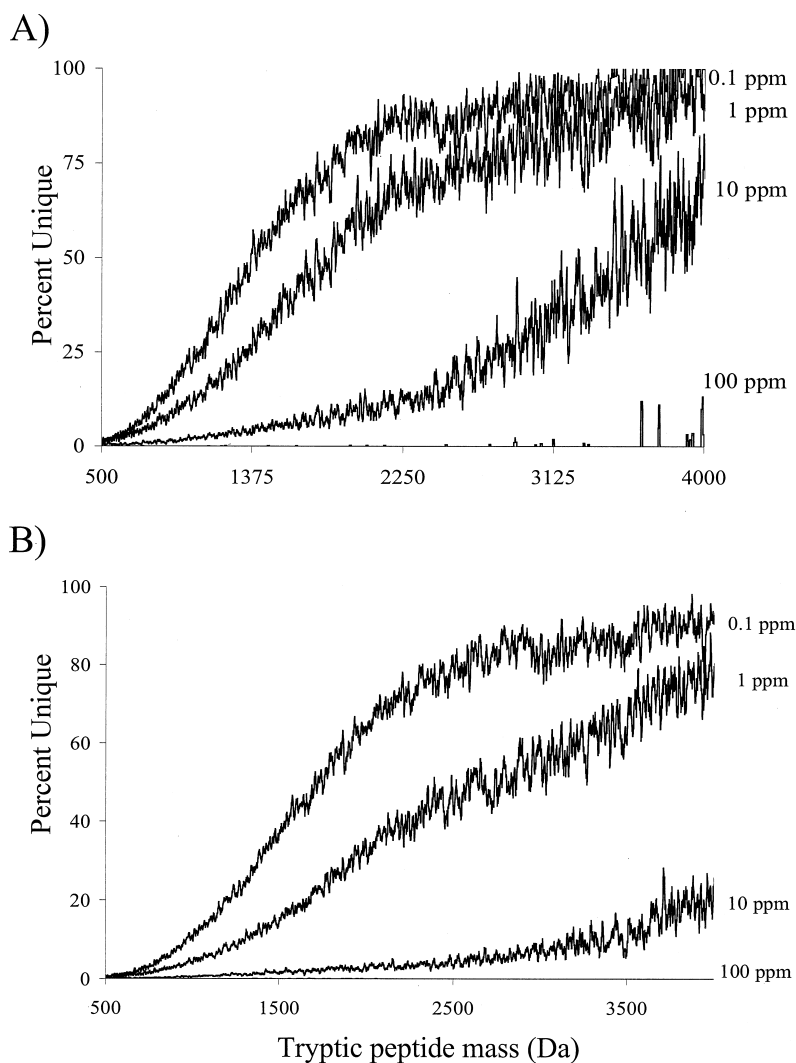 A)
100
0.1 ppm
1 ppm
75
10 ppm
Percent Unique
50
25
100 ppm
0
500 1375 2250 3125 4000
B)
100
0.1 ppm
80
1 ppm
60
Percent Unique
40
20
10 ppm
0
100 ppm
500 1500 2500 3500
Tryptic peptide mass (Da)